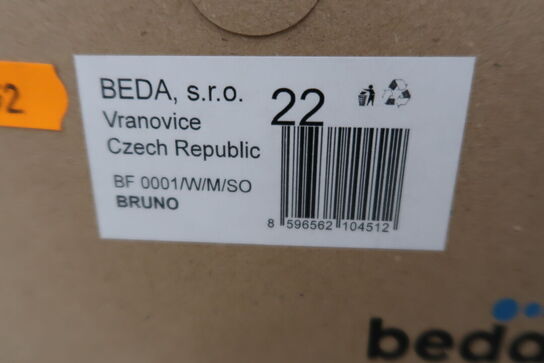 BEDA, s.r.o.
22
Vranovice
Czech Republic
BF 0001/W/M/SO
BRUNO
8 596562 104512
beda